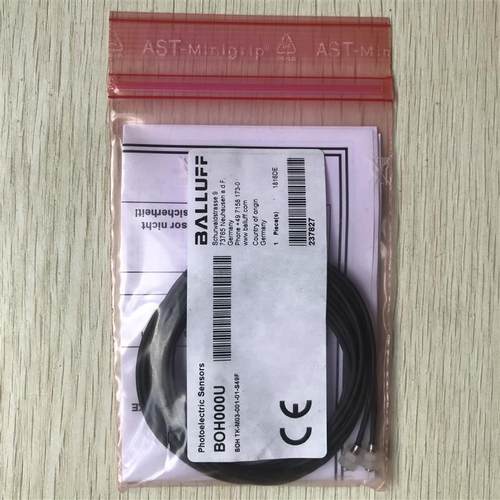 AST-Minigrip®
AST-Minig
sor nicht
sicherheit!
BALLUFF
Schurwaldstrasse 9
73765 Neuhausen a.d.F.
Germany
Phone +49 7158 173-0
www.balluff.com
Country of origin
Germany
1 Piece(s)
1816DE
237827
Photoelectric Sensors
BOH000U
BOH TK-M03-001-01-S49F
CE